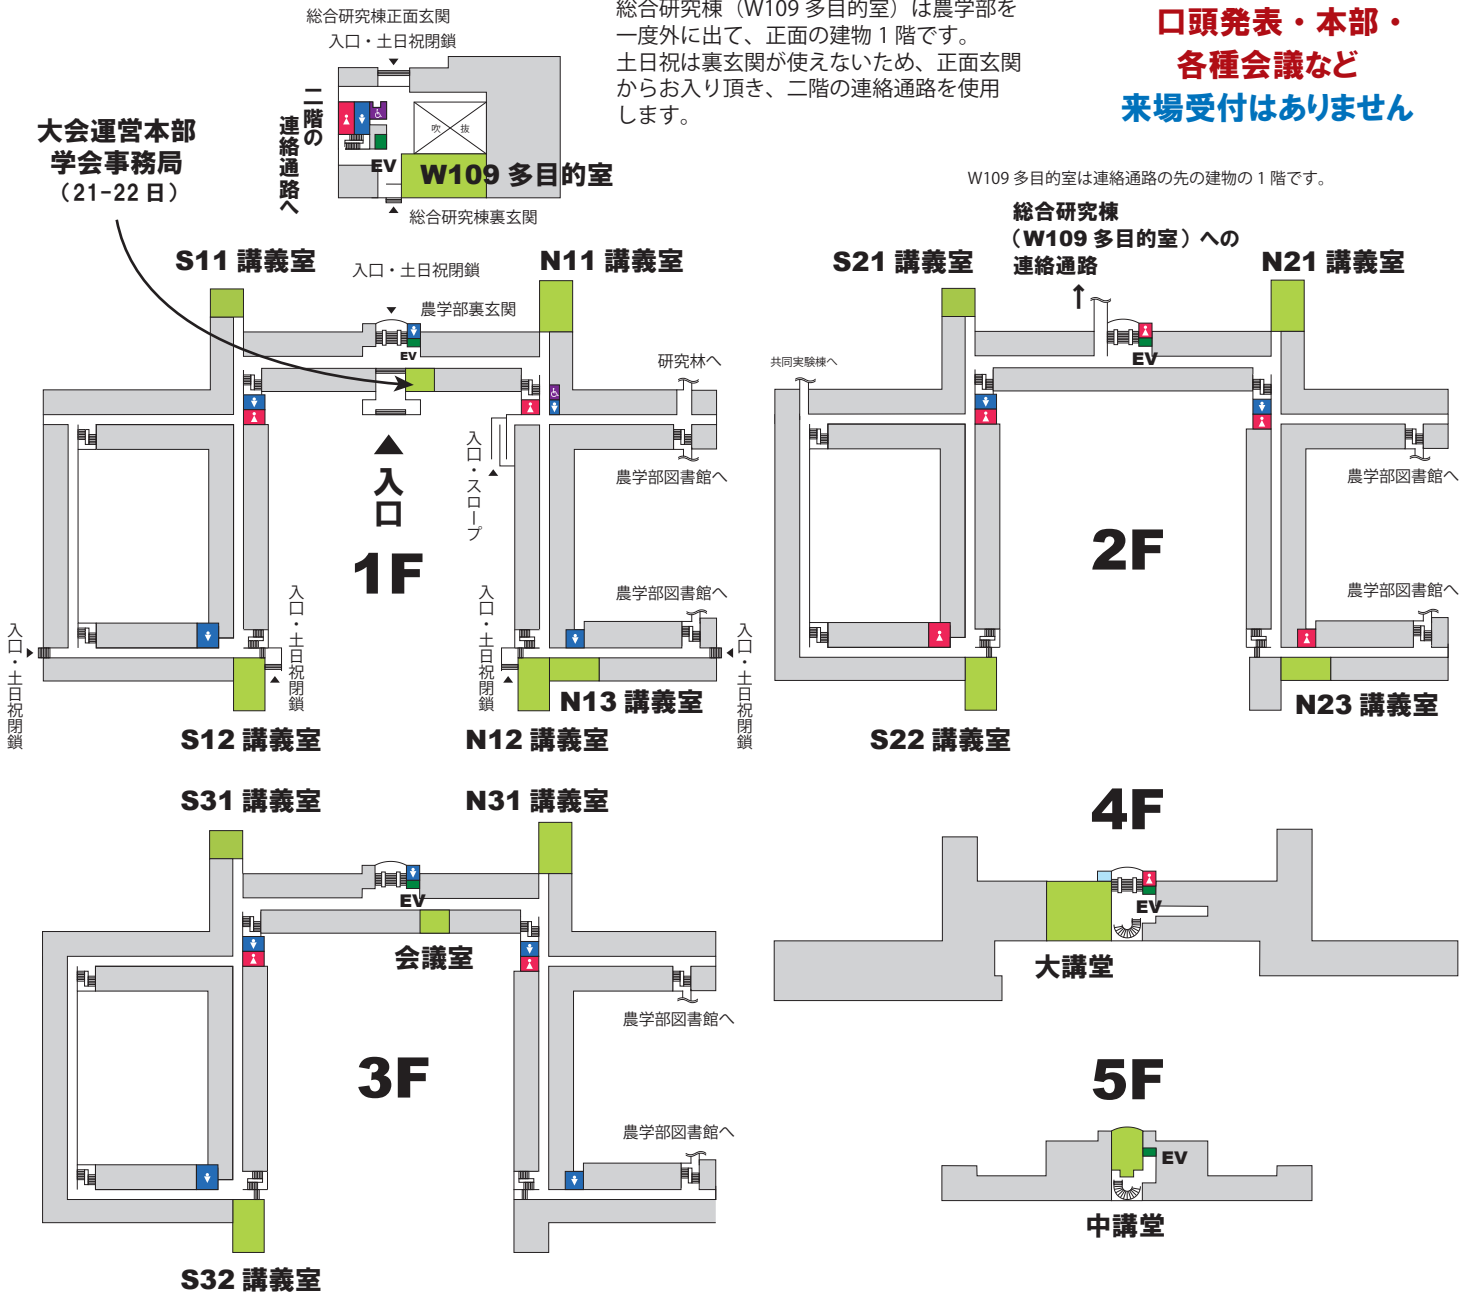 総合研究棟（W109 多目的室）は農学部を
一度外に出て、正面の建物 1 階です。
土日祝は裏玄関が使えないため、正面玄関
からお入り頂き、二階の連絡通路を使用
します。
口頭発表・本部・
各種会議など
来場受付はありません
総合研究棟正面玄関
入口・土日祝閉鎖
二階の
連絡通路へ
吹 抜
EV
W109 多目的室
総合研究棟裏玄関
大会運営本部
学会事務局
（21-22 日）
W109 多目的室は連絡通路の先の建物の 1 階です。
総合研究棟
（W109 多目的室）への
連絡通路
↑
S11 講義室
入口・土日祝閉鎖
農学部裏玄関
N11 講義室
EV
研究林へ
入口
入口・スロープ
農学部図書館へ
1F
農学部図書館へ
入口・土日祝閉鎖
入口・土日祝閉鎖
入口・土日祝閉鎖
入口・土日祝閉鎖
N13 講義室
S12 講義室
N12 講義室
S21 講義室
N21 講義室
共同実験棟へ
EV
農学部図書館へ
2F
農学部図書館へ
N23 講義室
S22 講義室
S31 講義室
N31 講義室
EV
会議室
農学部図書館へ
3F
農学部図書館へ
S32 講義室
4F
EV
大講堂
5F
EV
中講堂